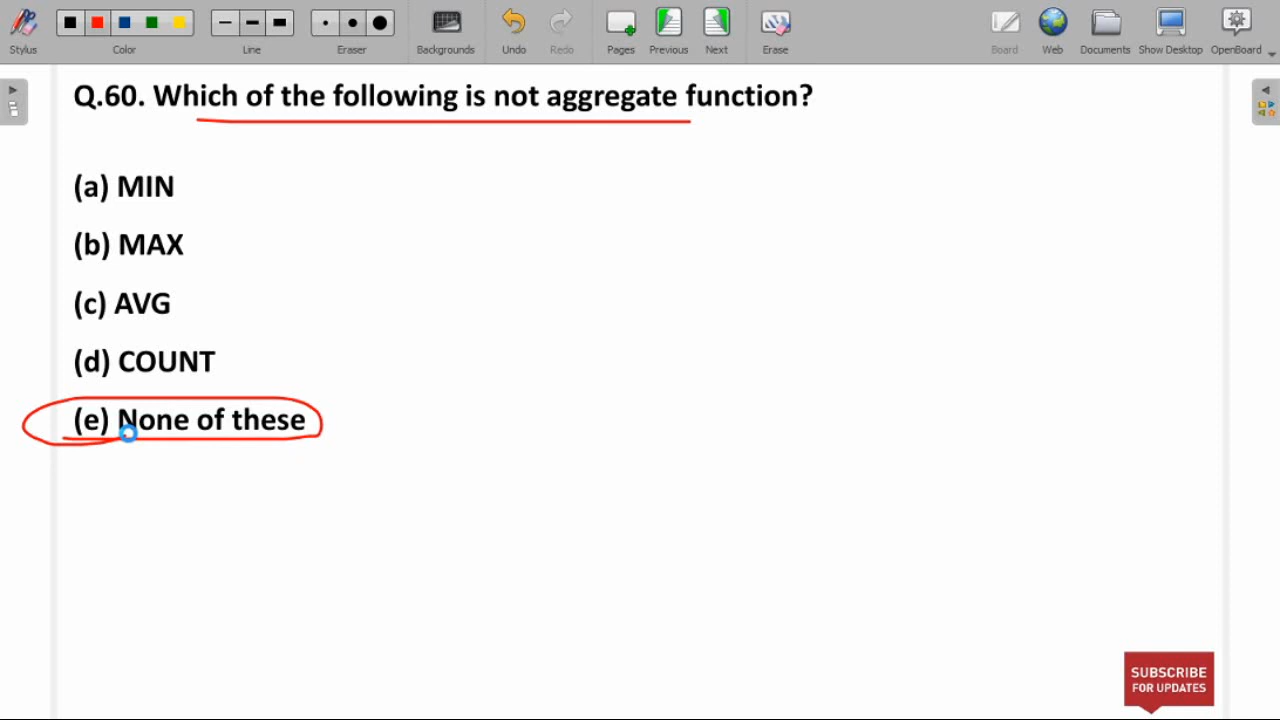 Stylus
Color
Line
Eraser
Backgrounds
Undo
Redo
Pages
Previous
Next
Erase
Board
Web
Documents
Show Desktop
OpenBoard
Q.60. Which of the following is not aggregate function?
(a) MIN
(b) MAX
(c) AVG
(d) COUNT
(e) None of these
SUBSCRIBE
FOR UPDATES